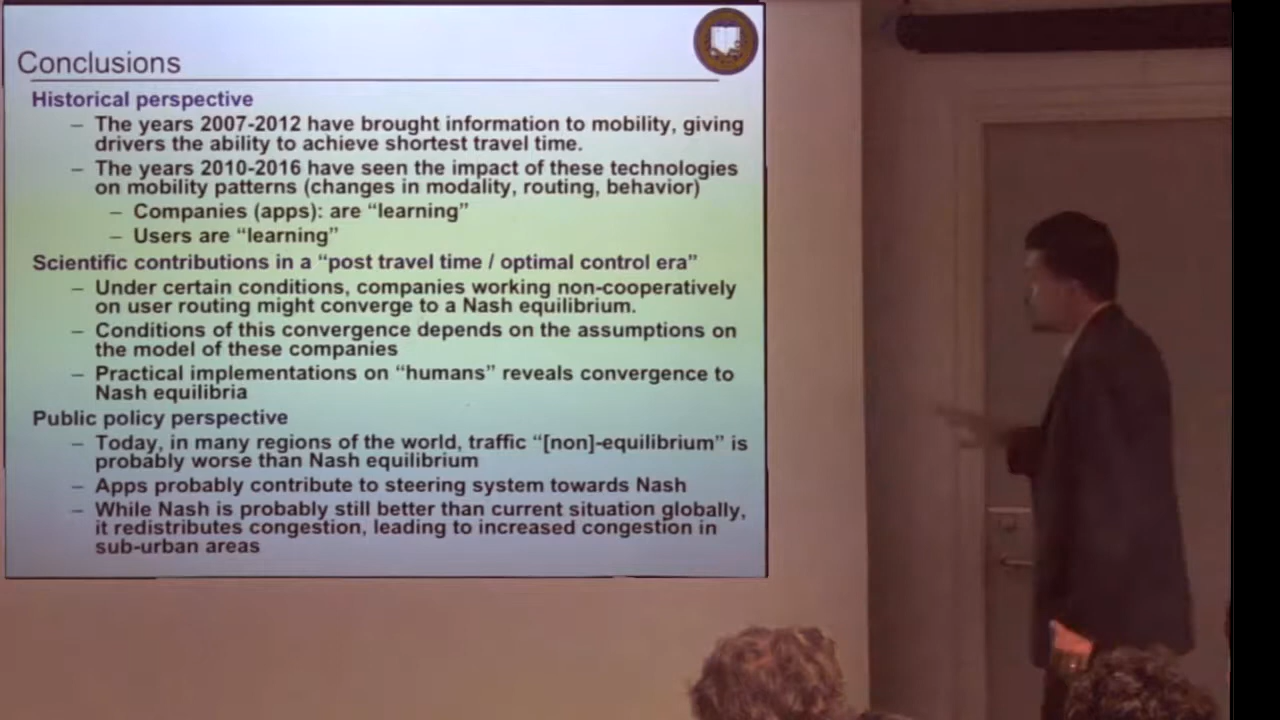 Conclusions
Historical perspective
– The years 2007-2012 have brought information to mobility, giving
drivers the ability to achieve shortest travel time.
– The years 2010-2016 have seen the impact of these technologies
on mobility patterns (changes in modality, routing, behavior)
– Companies (apps): are “learning”
– Users are “learning”
Scientific contributions in a “post travel time / optimal control era”
– Under certain conditions, companies working non-cooperatively
on user routing might converge to a Nash equilibrium.
– Conditions of this convergence depends on the assumptions on
the model of these companies
– Practical implementations on “humans” reveals convergence to
Nash equilibria
Public policy perspective
– Today, in many regions of the world, traffic “[non]-equilibrium” is
probably worse than Nash equilibrium
– Apps probably contribute to steering system towards Nash
– While Nash is probably still better than current situation globally,
it redistributes congestion, leading to increased congestion in
sub-urban areas